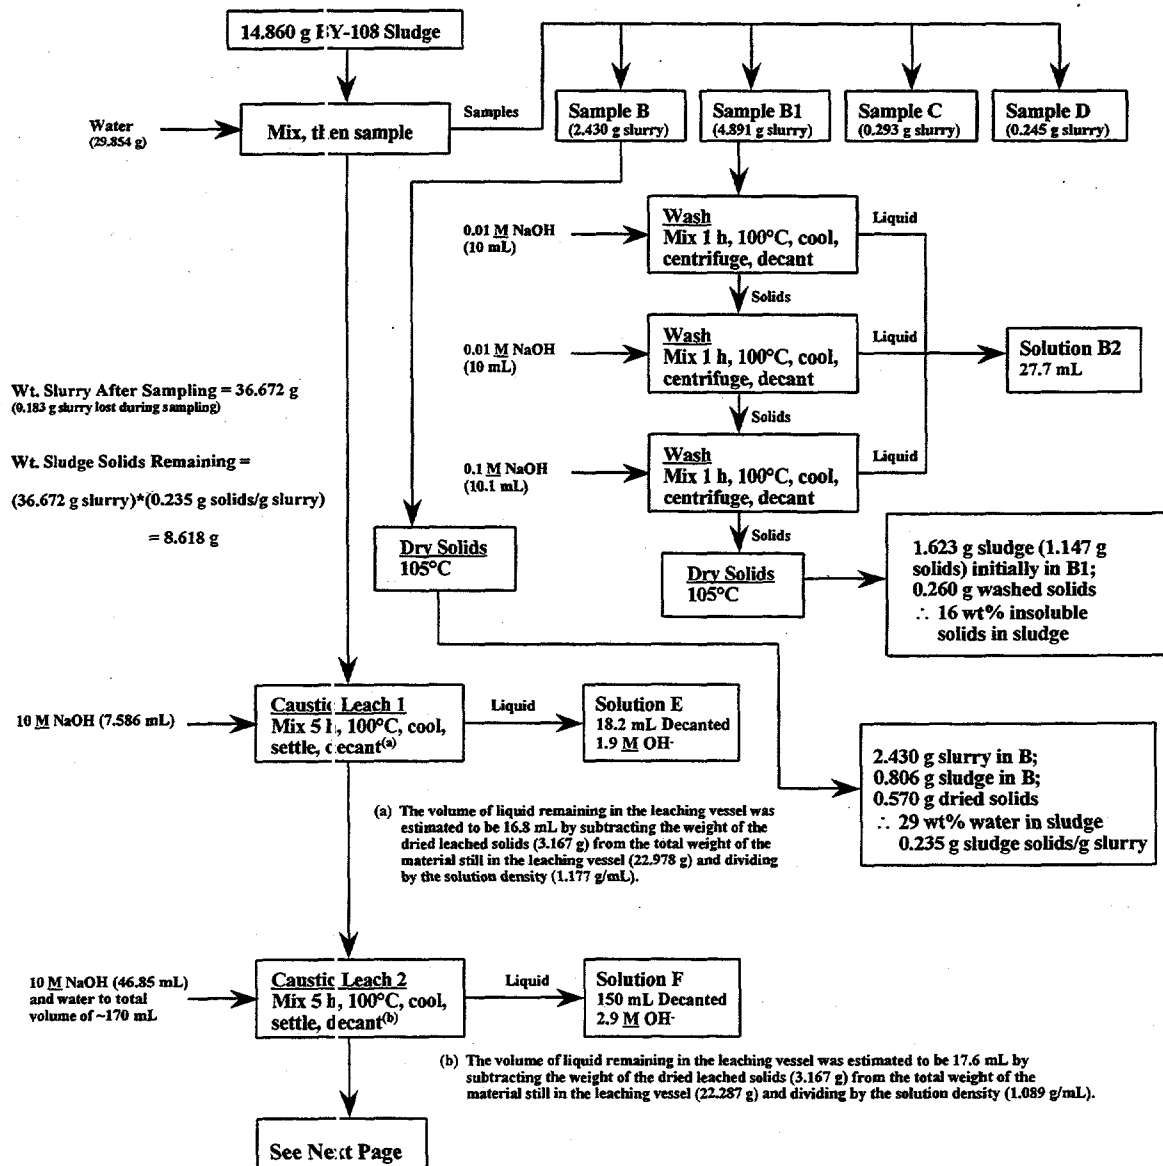 14.860 g BY-108 Sludge
Water
(29.854 g)
Mix, then sample
Samples
Sample B
(2.430 g slurry)
Sample B1
(4.891 g slurry)
Sample C
(0.293 g slurry)
Sample D
(0.245 g slurry)
0.01 M NaOH
(10 mL)
Wash
Mix 1 h, 100°C, cool,
centrifuge, decant
Liquid
Solids
0.01 M NaOH
(10 mL)
Wash
Mix 1 h, 100°C, cool,
centrifuge, decant
Liquid
Solution B2
27.7 mL
Solids
0.1 M NaOH
(10.1 mL)
Wash
Mix 1 h, 100°C, cool,
centrifuge, decant
Liquid
Solids
Wt. Slurry After Sampling = 36.672 g
(0.183 g slurry lost during sampling)
Wt. Sludge Solids Remaining =
(36.672 g slurry)*(0.235 g solids/g slurry)
= 8.618 g
Dry Solids
105°C
Dry Solids
105°C
1.623 g sludge (1.147 g
solids) initially in B1;
0.260 g washed solids
∴ 16 wt% insoluble
solids in sludge
10 M NaOH (7.586 mL)
Caustic Leach 1
Mix 5 h, 100°C, cool,
settle, decant(a)
Liquid
Solution E
18.2 mL Decanted
1.9 M OH-
2.430 g slurry in B;
0.806 g sludge in B;
0.570 g dried solids
∴ 29 wt% water in sludge
0.235 g sludge solids/g slurry
(a) The volume of liquid remaining in the leaching vessel was
estimated to be 16.8 mL by subtracting the weight of the
dried leached solids (3.167 g) from the total weight of the
material still in the leaching vessel (22.978 g) and dividing
by the solution density (1.177 g/mL).
10 M NaOH (46.85 mL)
and water to total
volume of ~170 mL
Caustic Leach 2
Mix 5 h, 100°C, cool,
settle, decant(b)
Liquid
Solution F
150 mL Decanted
2.9 M OH-
(b) The volume of liquid remaining in the leaching vessel was estimated to be 17.6 mL by
subtracting the weight of the dried leached solids (3.167 g) from the total weight of the
material still in the leaching vessel (22.287 g) and dividing by the solution density (1.089 g/mL).
See Next Page